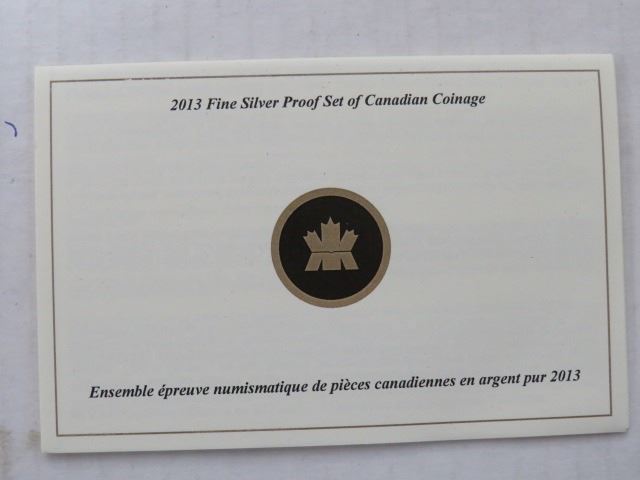 2013 Fine Silver Proof Set of Canadian Coinage
Ensemble épreuve numismatique de pièces canadiennes en argent pur 2013